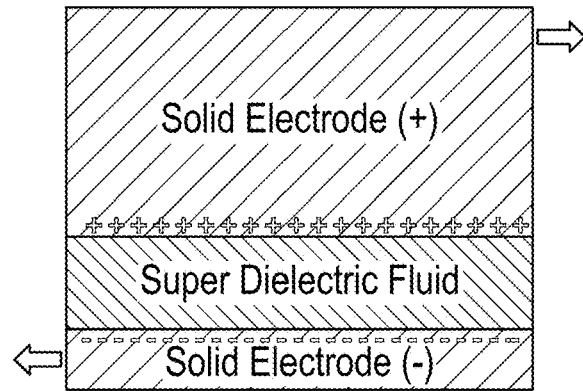 Solid Electrode (+)
Super Dielectric Fluid
Solid Electrode (-)